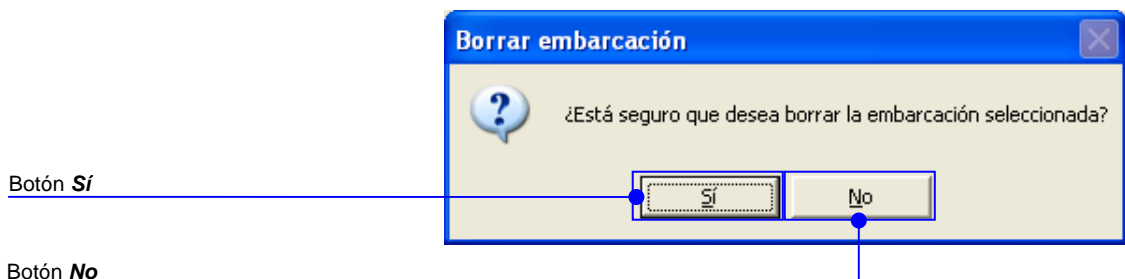 Borrar embarcación
¿Está seguro que desea borrar la embarcación seleccionada?
Botón Sí
Sí
No
Botón No